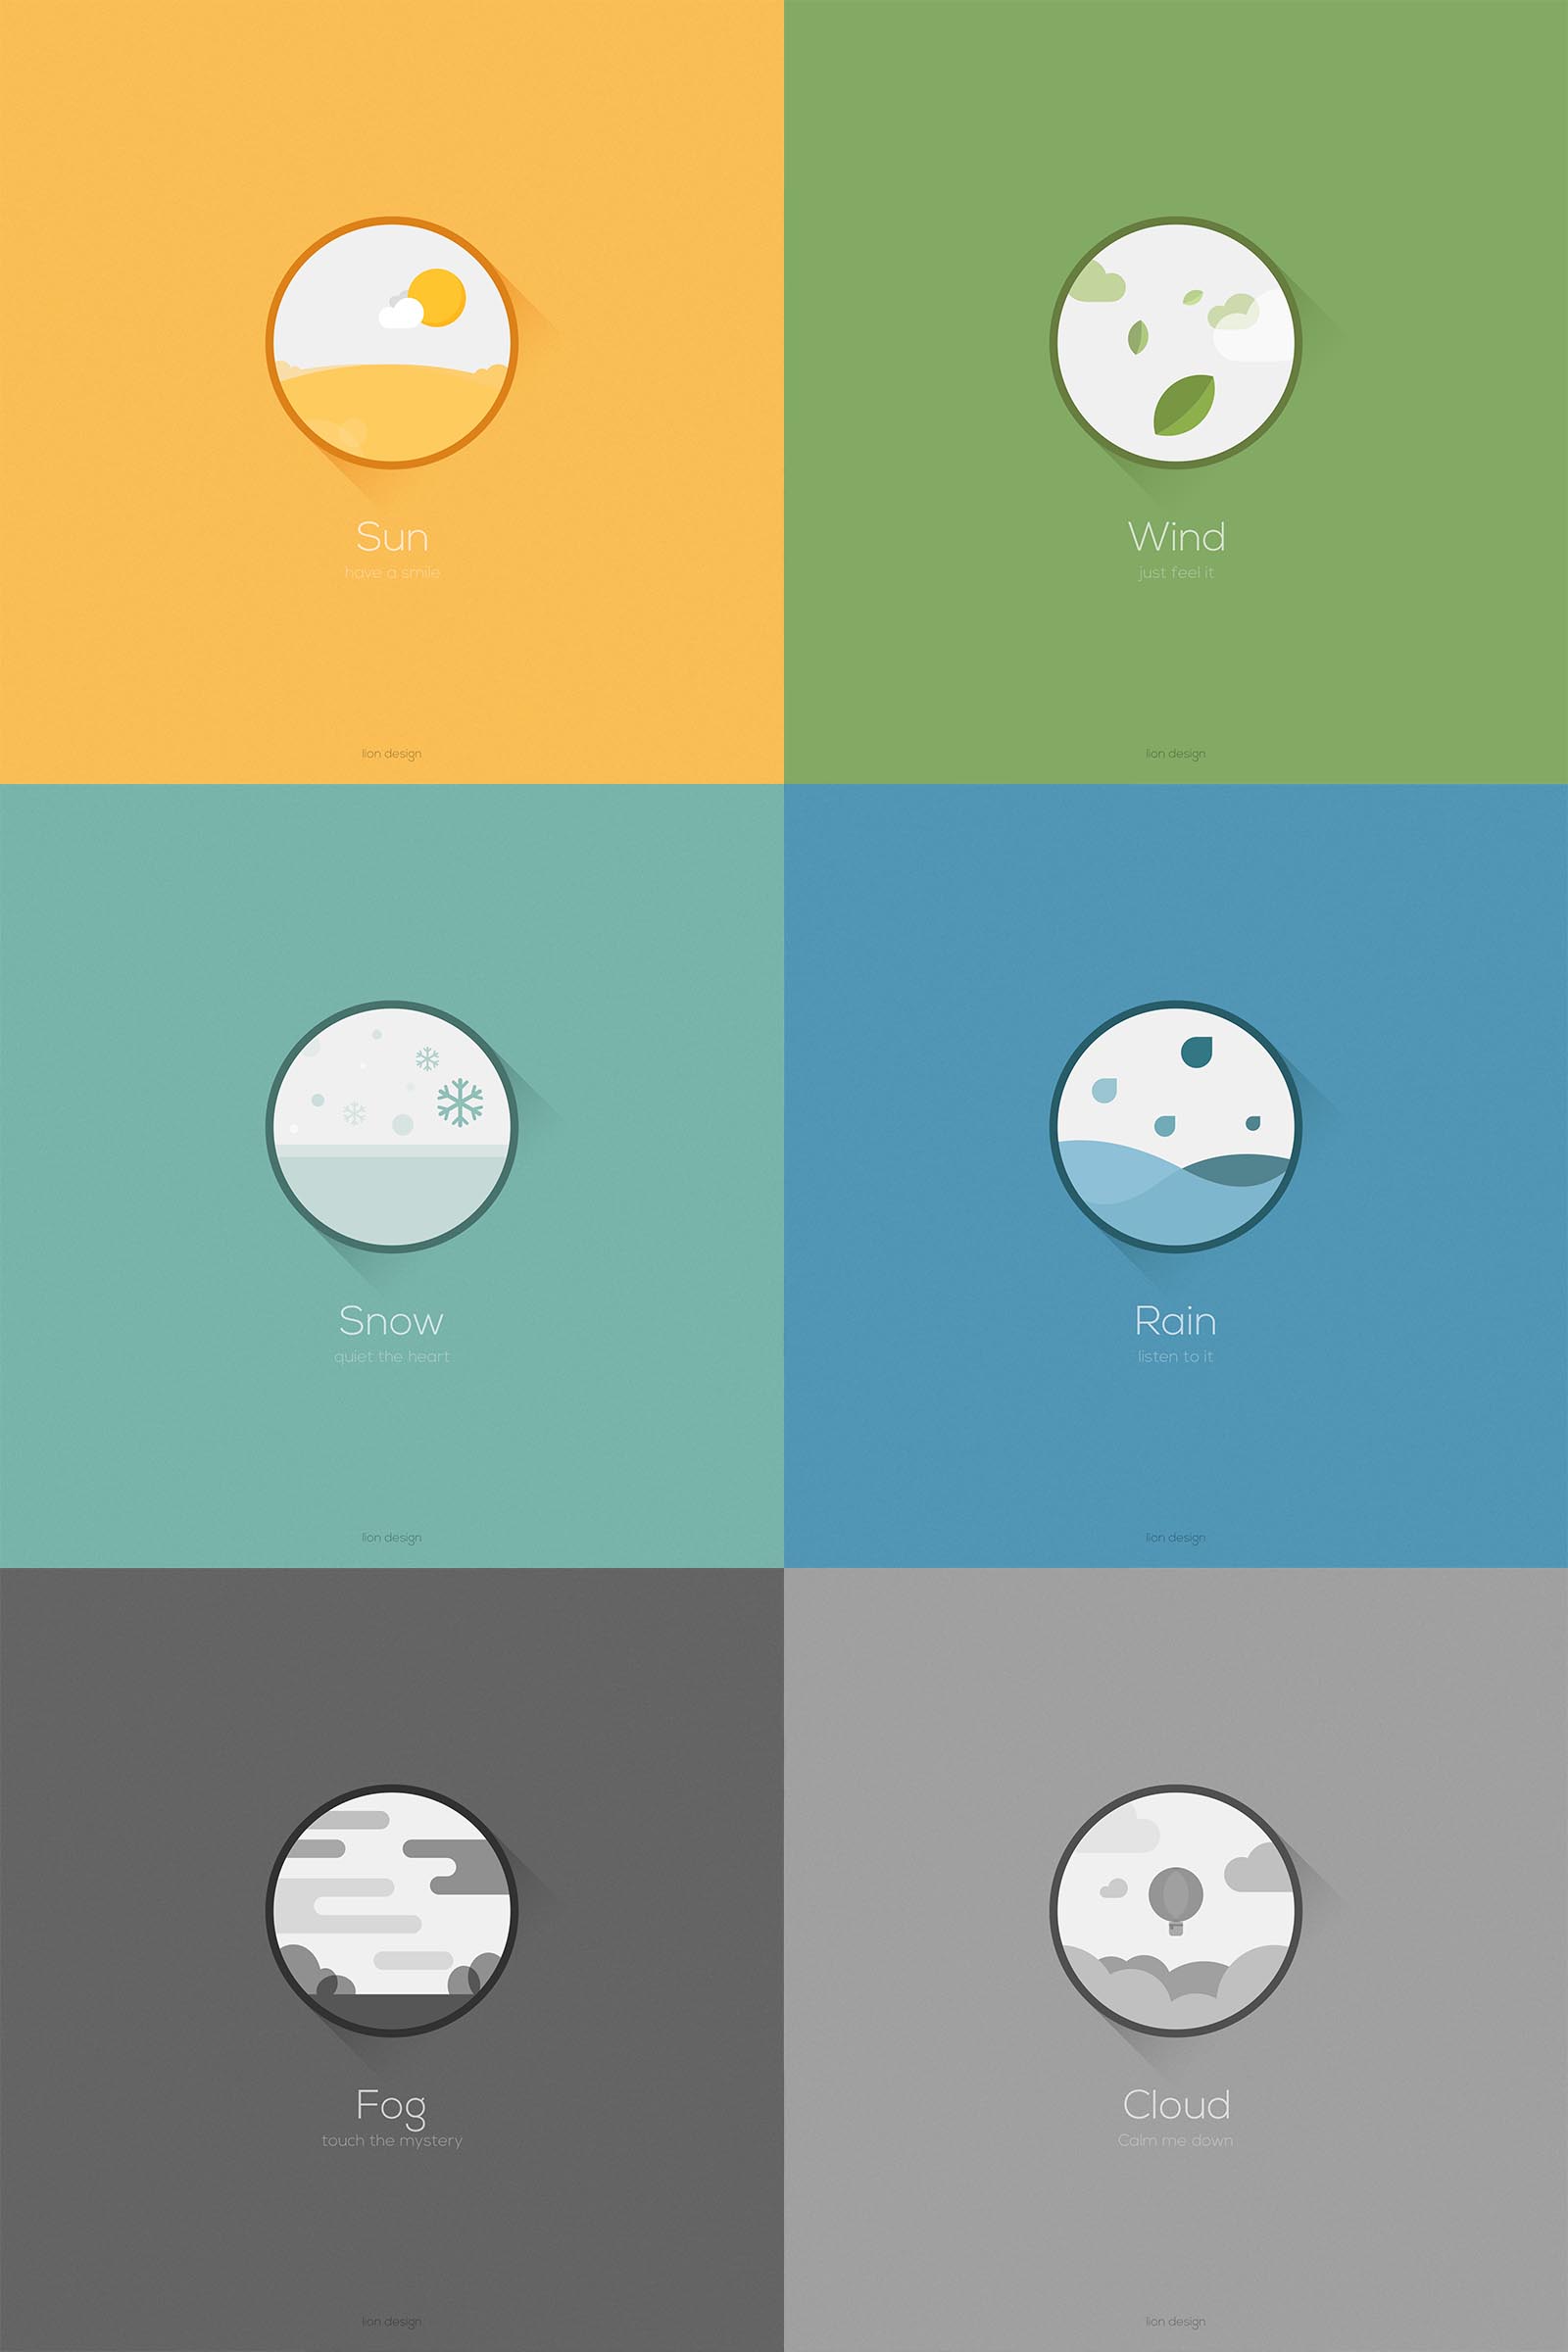 Sun
have a smile
lion design
Wind
just feel it
lion design
Snow
quiet the heart
lion design
Rain
listen to it
lion design
Fog
touch the mystery
lion design
Cloud
Calm me down
lion design